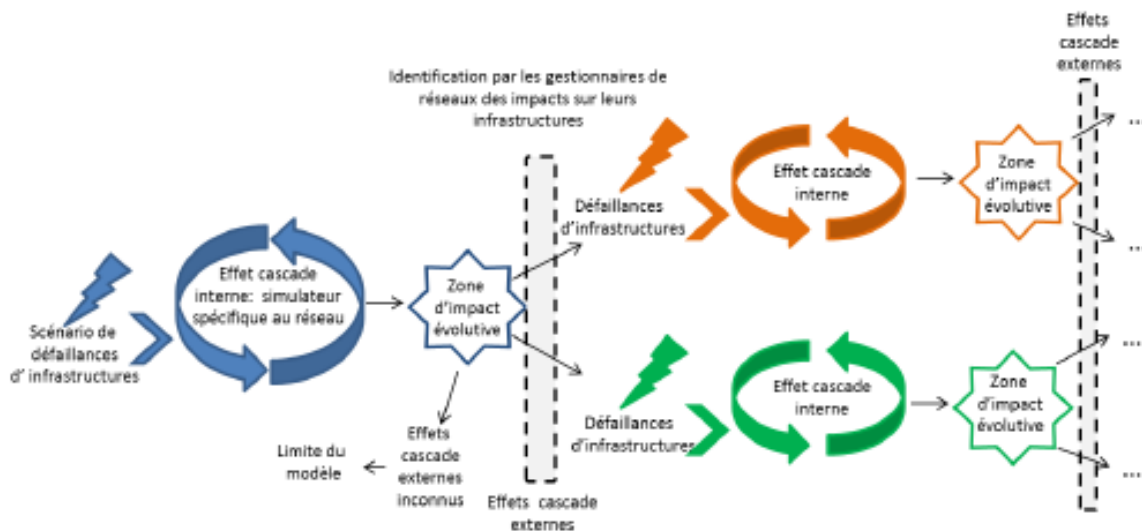 Effets
cascade
externes
Identification par les gestionnaires de
réseaux des impacts sur leurs
infrastructures
Défaillances
d'infrastructures
Effet cascade
interne
Zone
d'impact
évolutive
...
...
Scénario de
défaillances
d' infrastructures
Effet cascade
interne: simulateur
spécifique au réseau
Zone
d'impact
évolutive
Limite du
modèle
Effets
cascade
externes
inconnus
Effets cascade
externes
Défaillances
d'infrastructures
Effet cascade
interne
Zone
d'impact
évolutive
....
....